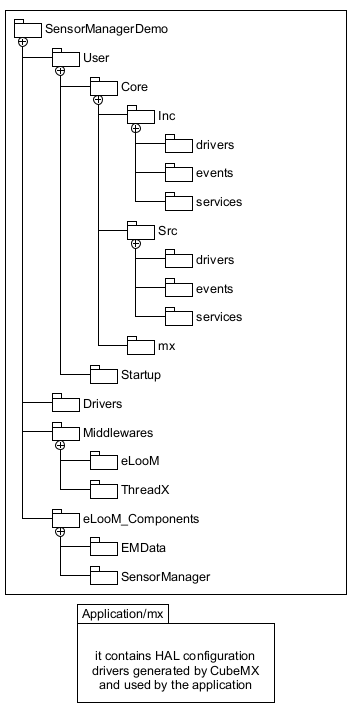 SensorManagerDemo
User
Core
Inc
drivers
events
services
Src
drivers
events
services
mx
Startup
Drivers
Middlewares
eLooM
ThreadX
eLooM_Components
EMData
SensorManager
Application/mx
it contains HAL configuration
drivers generated by CubeMX
and used by the application